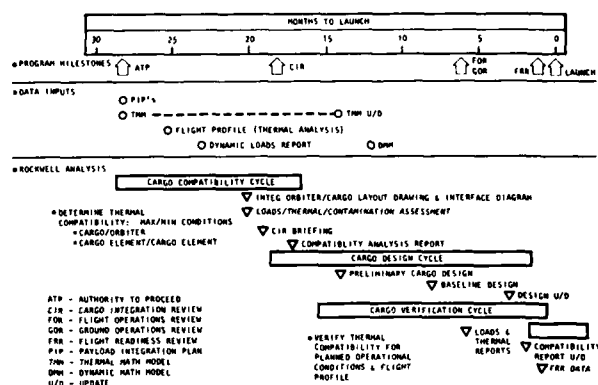 MONTHS TO LAUNCH
30 25 20 15 10 5 0
*PROGRAM MILESTONES ATP CIR FOR GOR FRR LAUNCH
*DATA INPUTS
PIP's
TMM TMM U/D
FLIGHT PROFILE (THERMAL ANALYSIS)
DYNAMIC LOADS REPORT DMM
*ROCKWELL ANALYSIS
CARGO COMPATIBILITY CYCLE
INTEG ORBITER/CARGO LAYOUT DRAWING & INTERFACE DIAGRAM
*DETERMINE THERMAL
COMPATIBILITY: MAX/MIN CONDITIONS
*CARGO/ORBITER
*CARGO ELEMENT/CARGO ELEMENT
LOADS/THERMAL/CONTAMINATION ASSESSMENT
CIR BRIEFING
COMPATIBLITY ANALYSIS REPORT
CARGO DESIGN CYCLE
PRELIMINARY CARGO DESIGN
BASELINE DESIGN
DESIGN U/D
CARGO VERIFICATION CYCLE
*VERIFY THERMAL
COMPATIBILITY FOR
PLANNED OPERATIONAL
CONDITIONS & FLIGHT
PROFILE
LOADS &
THERMAL
REPORTS
COMPATIBILITY
REPORT U/D
FRR DATA
ATP - AUTHORITY TO PROCEED
CIR - CARGO INTEGRATION REVIEW
FOR - FLIGHT OPERATIONS REVIEW
GOR - GROUND OPERATIONS REVIEW
FRR - FLIGHT READINESS REVIEW
PIP - PAYLOAD INTEGRATION PLAN
TMM - THERMAL MATH MODEL
DMM - DYNAMIC MATH MODEL
U/D - UPDATE